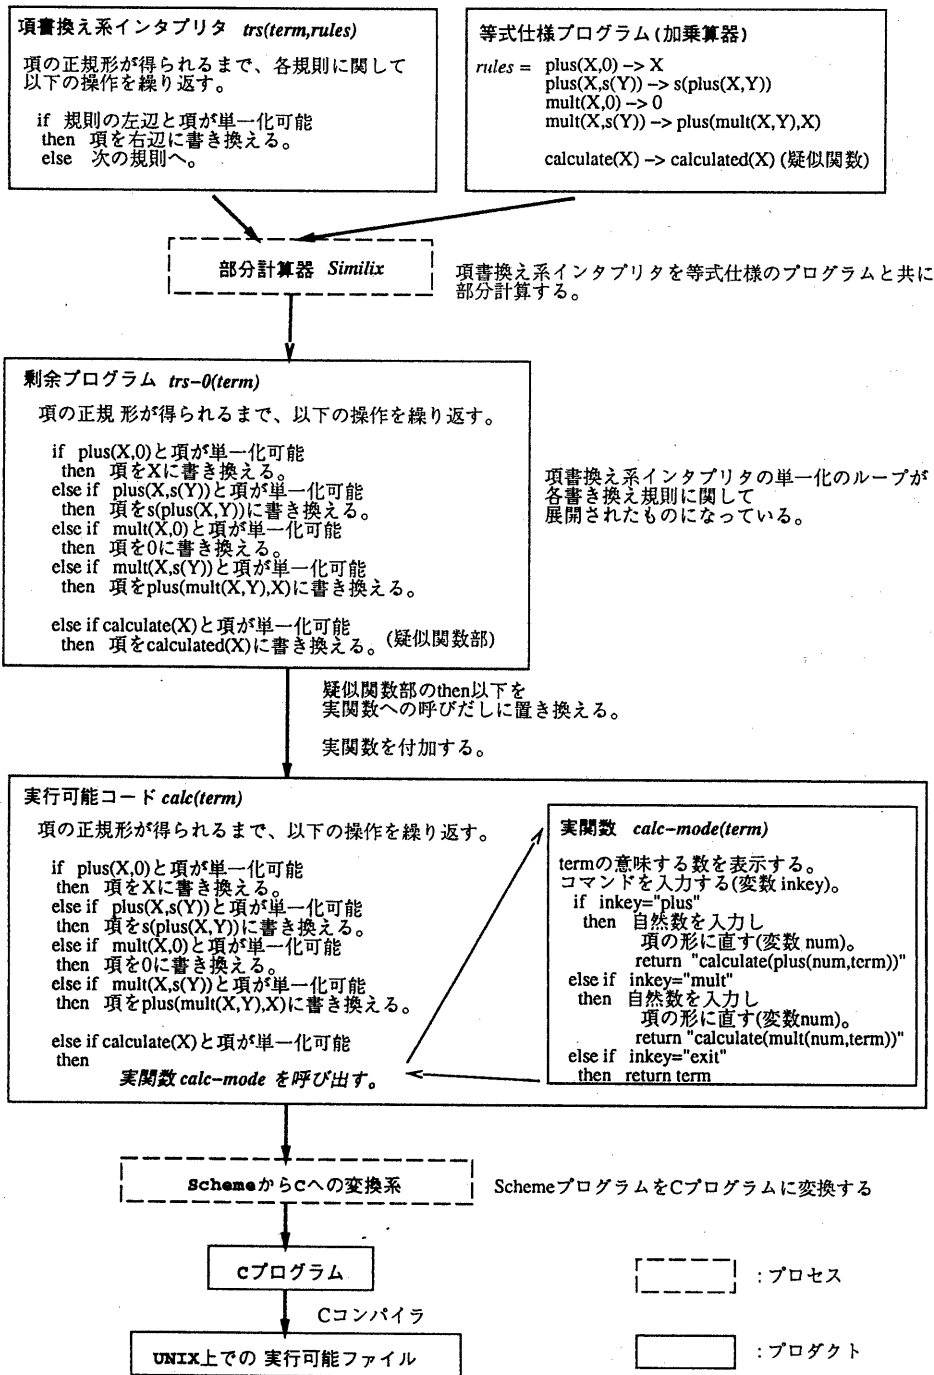 項書換え系インタプリタ trs(term,rules)
項の正規形が得られるまで、各規則に関して
以下の操作を繰り返す。
if 規則の左辺と項が単一化可能
then 項を右辺に書き換える。
else 次の規則へ。
等式仕様プログラム(加乗算器)
rules = plus(X,0) –> X
plus(X,s(Y)) –> s(plus(X,Y))
mult(X,0) –> 0
mult(X,s(Y)) –> plus(mult(X,Y),X)
calculate(X) –> calculated(X) (疑似関数)
部分計算器 Similix
項書換え系インタプリタを等式仕様のプログラムと共に
部分計算する。
剰余プログラム trs–0(term)
項の正規 形が得られるまで、以下の操作を繰り返す。
if plus(X,0)と項が単一化可能
then 項をXに書き換える。
else if plus(X,s(Y))と項が単一化可能
then 項をs(plus(X,Y))に書き換える。
else if mult(X,0)と項が単一化可能
then 項を0に書き換える。
else if mult(X,s(Y))と項が単一化可能
then 項をplus(mult(X,Y),X)に書き換える。
else if calculate(X)と項が単一化可能
then 項をcalculated(X)に書き換える。 (疑似関数部)
項書換え系インタプリタの単一化のループが
各書き換え規則に関して
展開されたものになっている。
疑似関数部のthen以下を
実関数への呼びだしに置き換える。
実関数を付加する。
実行可能コード calc(term)
項の正規形が得られるまで、以下の操作を繰り返す。
if plus(X,0)と項が単一化可能
then 項をXに書き換える。
else if plus(X,s(Y))と項が単一化可能
then 項をs(plus(X,Y))に書き換える。
else if mult(X,0)と項が単一化可能
then 項を0に書き換える。
else if mult(X,s(Y))と項が単一化可能
then 項をplus(mult(X,Y),X)に書き換える。
else if calculate(X)と項が単一化可能
then
実関数 calc–mode を呼び出す。
実関数 calc–mode(term)
termの意味する数を表示する。
コマンドを入力する(変数 inkey)。
if inkey="plus"
then 自然数を入力し
項の形に直す(変数 num)。
return "calculate(plus(num,term))"
else if inkey="mult"
then 自然数を入力し
項の形に直す(変数num)。
return "calculate(mult(num,term))"
else if inkey="exit"
then return term
SchemeからCへの変換系
SchemeプログラムをCプログラムに変換する
Cプログラム
Cコンパイラ
UNIX上での 実行可能ファイル
: プロセス
: プロダクト